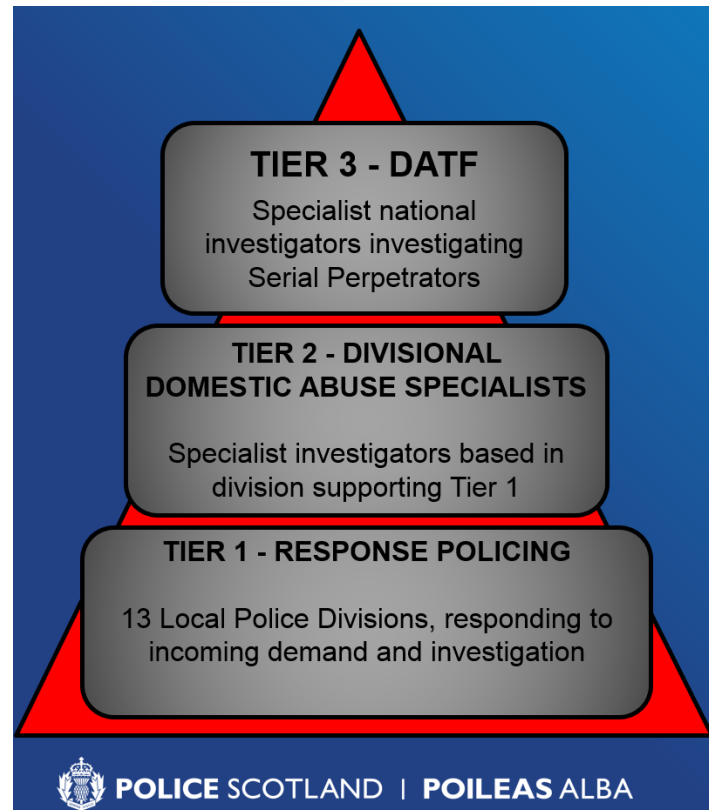 TIER 3 - DATF
Specialist national
investigators investigating
Serial Perpetrators
TIER 2 - DIVISIONAL
DOMESTIC ABUSE SPECIALISTS
Specialist investigators based in
division supporting Tier 1
TIER 1 - RESPONSE POLICING
13 Local Police Divisions, responding to
incoming demand and investigation
POLICE SCOTLAND | POILEAS ALBA